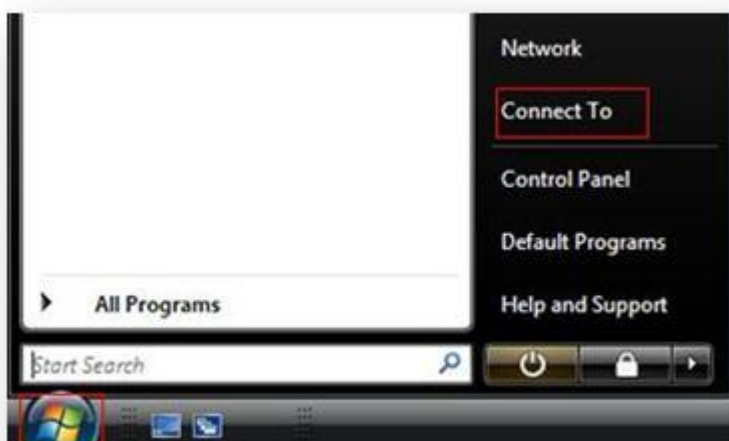 Network
Connect To
Control Panel
Default Programs
All Programs
Help and Support
Start Search